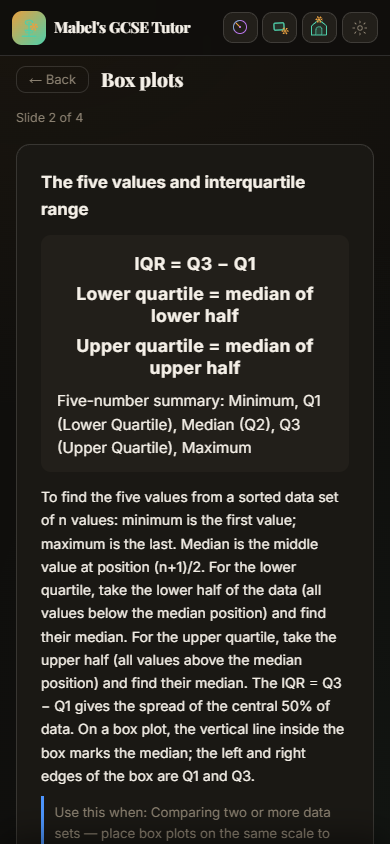 Mabel's GCSE Tutor
← Back
Box plots
Slide 2 of 4
The five values and interquartile
range
IQR = Q3 − Q1
Lower quartile = median of
lower half
Upper quartile = median of
upper half
Five-number summary: Minimum, Q1
(Lower Quartile), Median (Q2), Q3
(Upper Quartile), Maximum
To find the five values from a sorted data set
of n values: minimum is the first value;
maximum is the last. Median is the middle
value at position (n+1)/2. For the lower
quartile, take the lower half of the data (all
values below the median position) and find
their median. For the upper quartile, take the
upper half (all values above the median
position) and find their median. The IQR = Q3
− Q1 gives the spread of the central 50% of
data. On a box plot, the vertical line inside the
box marks the median; the left and right
edges of the box are Q1 and Q3.
Use this when: Comparing two or more data
sets — place box plots on the same scale to